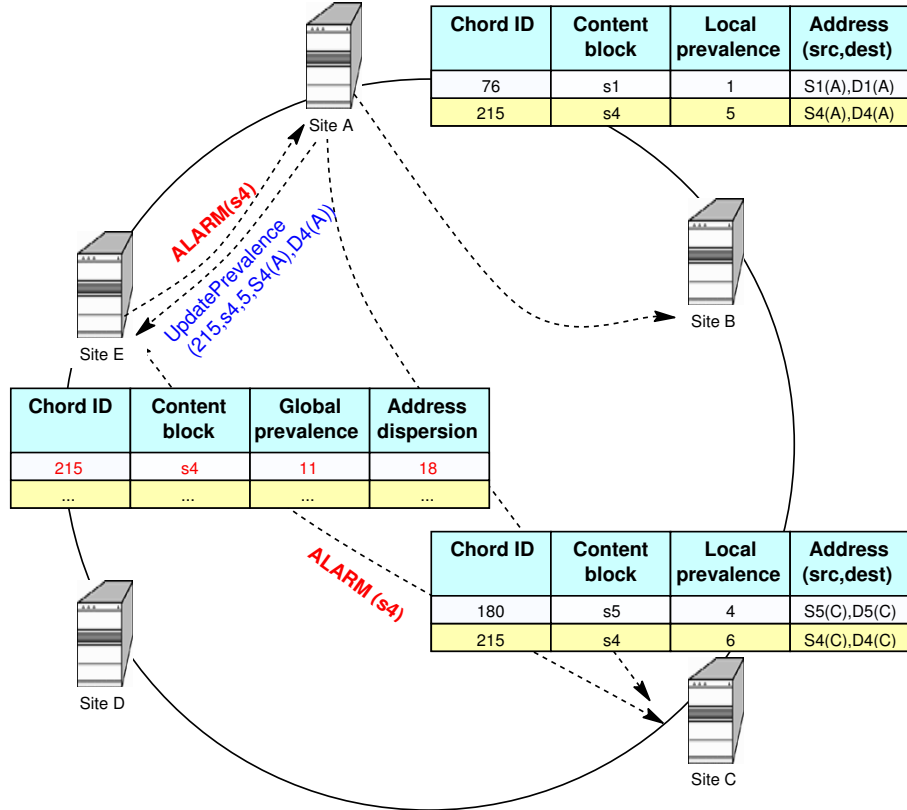 Chord ID Content block Local prevalence Address (src,dest)
76 s1 1 S1(A),D1(A)
215 s4 5 S4(A),D4(A)
Site A
ALARM(s4)
UpdatePrevalence
(215,s4,5,S4(A),D4(A))
Site B
Site E
Chord ID Content block Global prevalence Address dispersion
215 s4 11 18
... ... ... ...
ALARM (s4)
Chord ID Content block Local prevalence Address (src,dest)
180 s5 4 S5(C),D5(C)
215 s4 6 S4(C),D4(C)
Site D
Site C